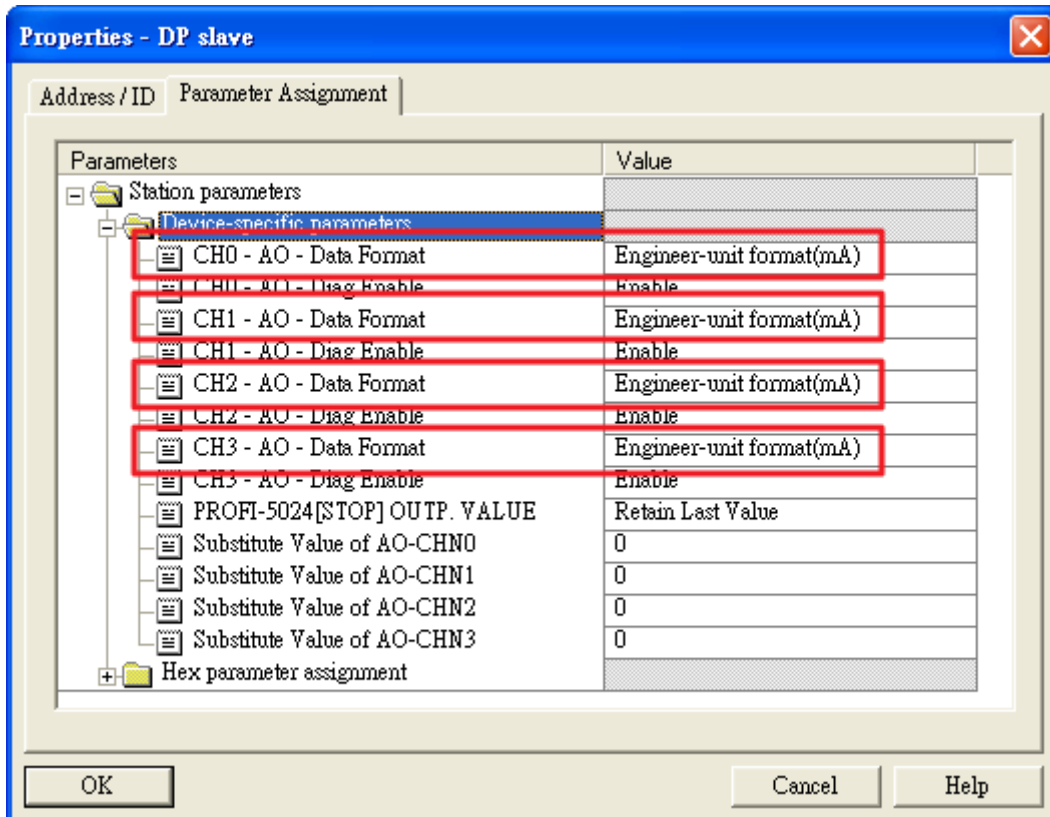 Properties - DP slave
Address / ID Parameter Assignment
Parameters Value
Station parameters
Device-specific parameters
CH0 - AO - Data Format Engineer-unit format(mA)
CH0 - AO - Diag Enable Enable
CH1 - AO - Data Format Engineer-unit format(mA)
CH1 - AO - Diag Enable Enable
CH2 - AO - Data Format Engineer-unit format(mA)
CH2 - AO - Diag Enable Enable
CH3 - AO - Data Format Engineer-unit format(mA)
CH3 - AO - Diag Enable Enable
PROFI-5024[STOP] OUTP. VALUE Retain Last Value
Substitute Value of AO-CHN0 0
Substitute Value of AO-CHN1 0
Substitute Value of AO-CHN2 0
Substitute Value of AO-CHN3 0
Hex parameter assignment
OK Cancel Help